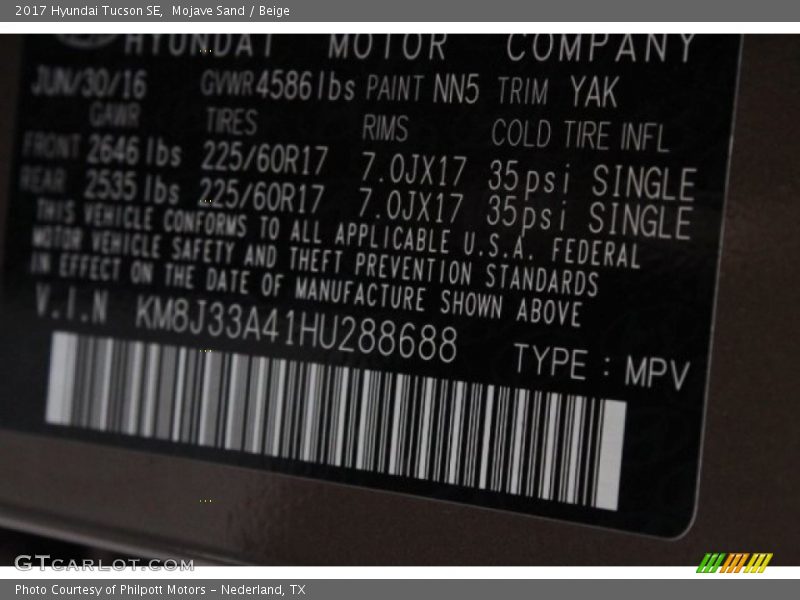 2017 Hyundai Tucson SE, Mojave Sand / Beige
HYUNDAI MOTOR COMPANY
JUN/30/16 GVWR 4586lbs PAINT NN5 TRIM YAK
GAWR TIRES RIMS COLD TIRE INFL
FRONT 2646 lbs 225/60R17 7.0JX17 35psi SINGLE
REAR 2535 lbs 225/60R17 7.0JX17 35psi SINGLE
THIS VEHICLE CONFORMS TO ALL APPLICABLE U.S.A. FEDERAL
MOTOR VEHICLE SAFETY AND THEFT PREVENTION STANDARDS
IN EFFECT ON THE DATE OF MANUFACTURE SHOWN ABOVE
V.I.N KM8J33A41HU288688
TYPE : MPV
GTCARLOT.COM
Photo Courtesy of Philpott Motors - Nederland, TX